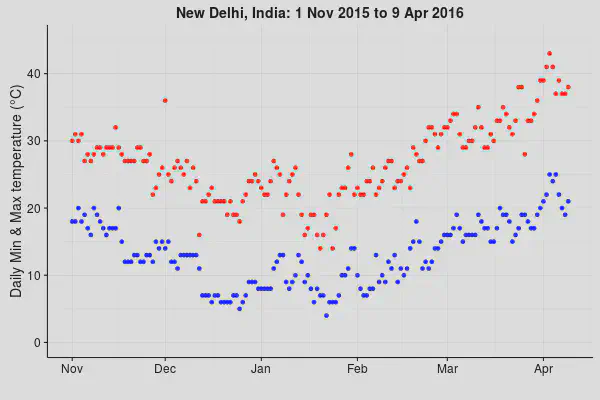 New Delhi, India: 1 Nov 2015 to 9 Apr 2016
Daily Min & Max temperature (°C)
40
30
20
10
0
Nov Dec Jan Feb Mar Apr